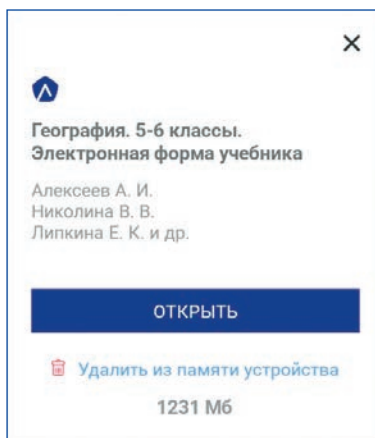 География. 5-6 классы.
Электронная форма учебника
Алексеев А. И.
Николина В. В.
Липкина Е. К. и др.
ОТКРЫТЬ
Удалить из памяти устройства
1231 Мб